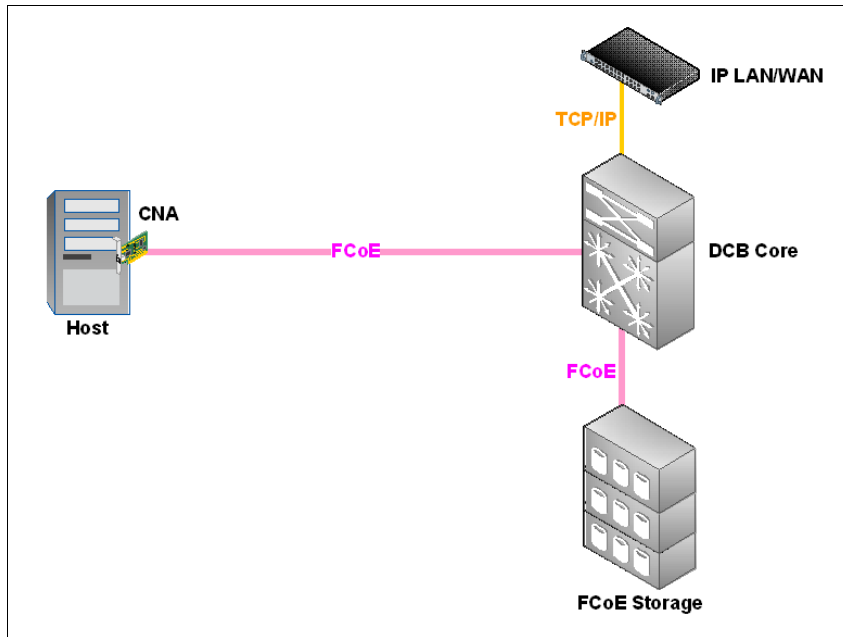 IP LAN/WAN
TCP/IP
CNA
FCoE
DCB Core
Host
FCoE
FCoE Storage